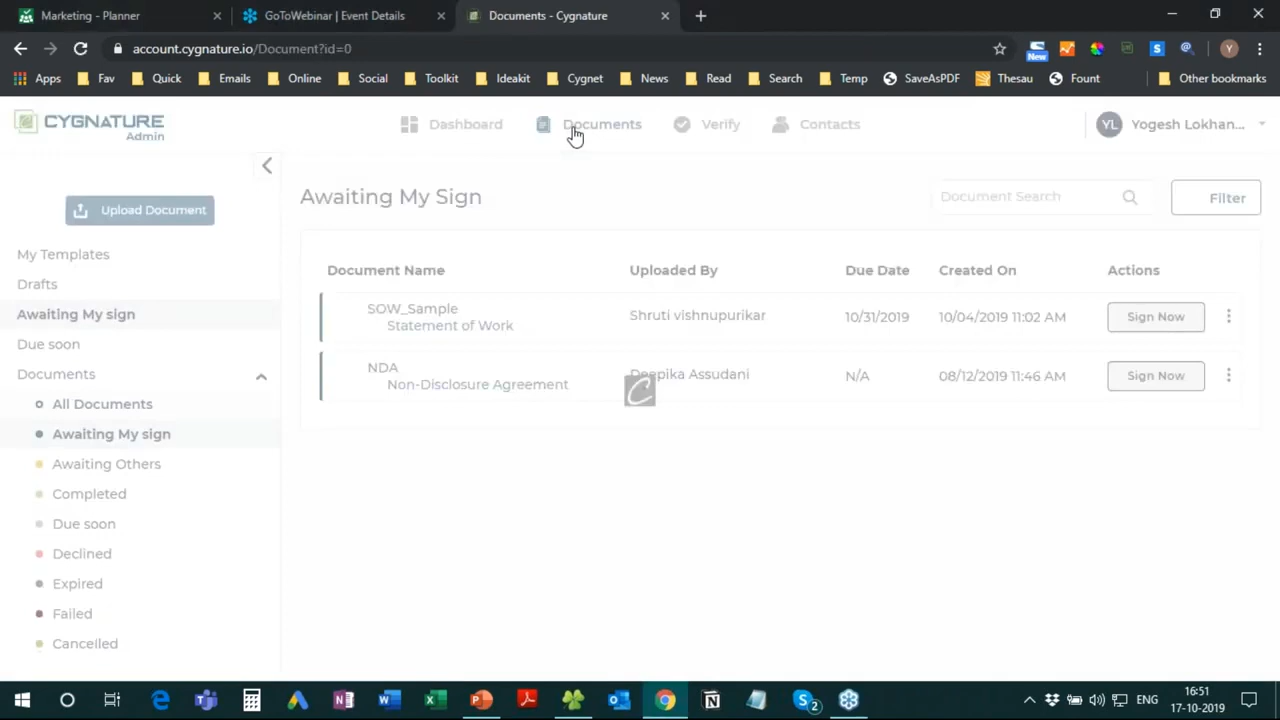 Marketing - Planner
GoToWebinar | Event Details
Documents - Cygnature
account.cygnature.io/Document?id=0
New
S
Y
Apps
Fav
Quick
Emails
Online
Social
Toolkit
Ideakit
Cygnet
News
Read
Search
Temp
SaveAsPDF
Thesau
Fount
Other bookmarks
CYGNATURE
Admin
Dashboard
Documents
Verify
Contacts
YL
Yogesh Lokhan...
Upload Document
My Templates
Drafts
Awaiting My sign
Due soon
Documents
All Documents
Awaiting My sign
Awaiting Others
Completed
Due soon
Declined
Expired
Failed
Cancelled
Awaiting My Sign
Document Search
Filter
Document Name Uploaded By Due Date Created On Actions
SOW_Sample
Statement of Work
Shruti vishnupurikar
10/31/2019
10/04/2019 11:02 AM
Sign Now
NDA
Non-Disclosure Agreement
Deepika Assudani
N/A
08/12/2019 11:46 AM
Sign Now
C
2
ENG
16:51
17-10-2019